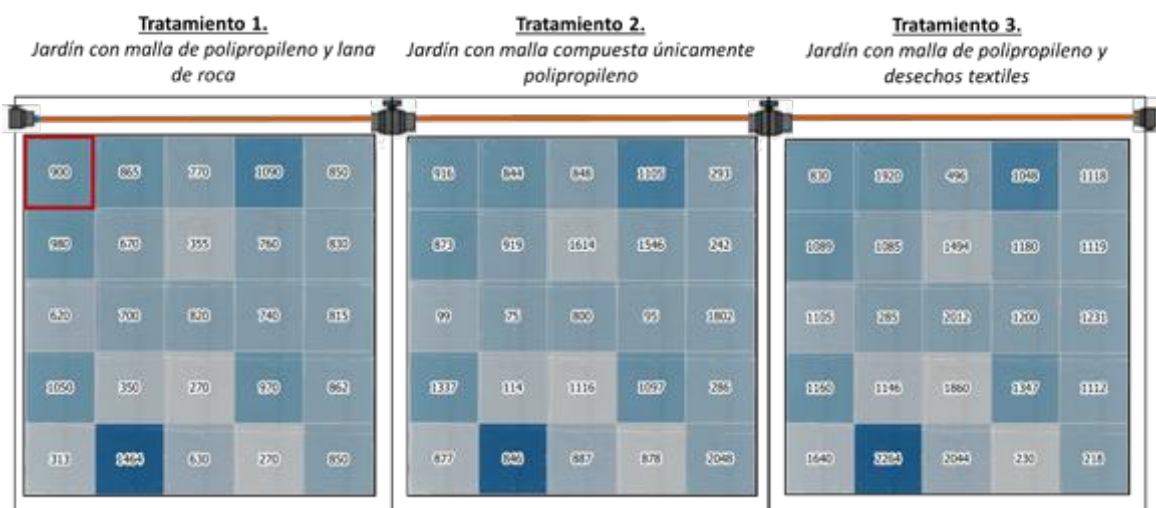 Tratamiento 1.
Jardín con malla de polipropileno y lana
de roca
Tratamiento 2.
Jardín con malla compuesta únicamente
polipropileno
Tratamiento 3.
Jardín con malla de polipropileno y
desechos textiles
900 865 770 1090 850
980 670 355 760 830
620 700 820 740 815
1050 350 270 970 862
313 1464 630 270 850
916 844 848 1105 293
873 919 1614 1546 242
99 75 800 95 1802
1337 114 1116 1097 286
877 846 887 878 2048
830 1920 496 1048 1118
1089 1085 1494 1180 1119
1105 285 2012 1200 1231
1160 1146 1860 1347 1112
1640 2264 2044 230 218